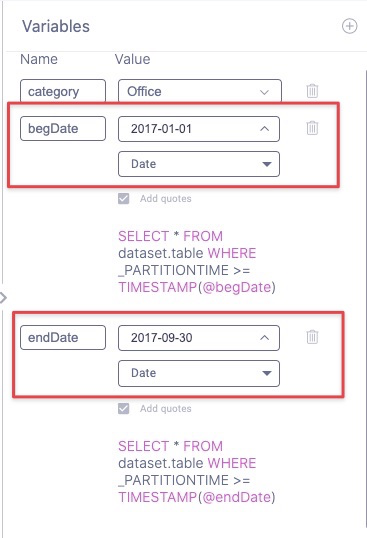 Variables
Name Value
category Office
begDate 2017-01-01
Date
Add quotes
SELECT * FROM
dataset.table WHERE
_PARTITIONTIME >=
TIMESTAMP(@begDate)
endDate 2017-09-30
Date
Add quotes
SELECT * FROM
dataset.table WHERE
_PARTITIONTIME >=
TIMESTAMP(@endDate)